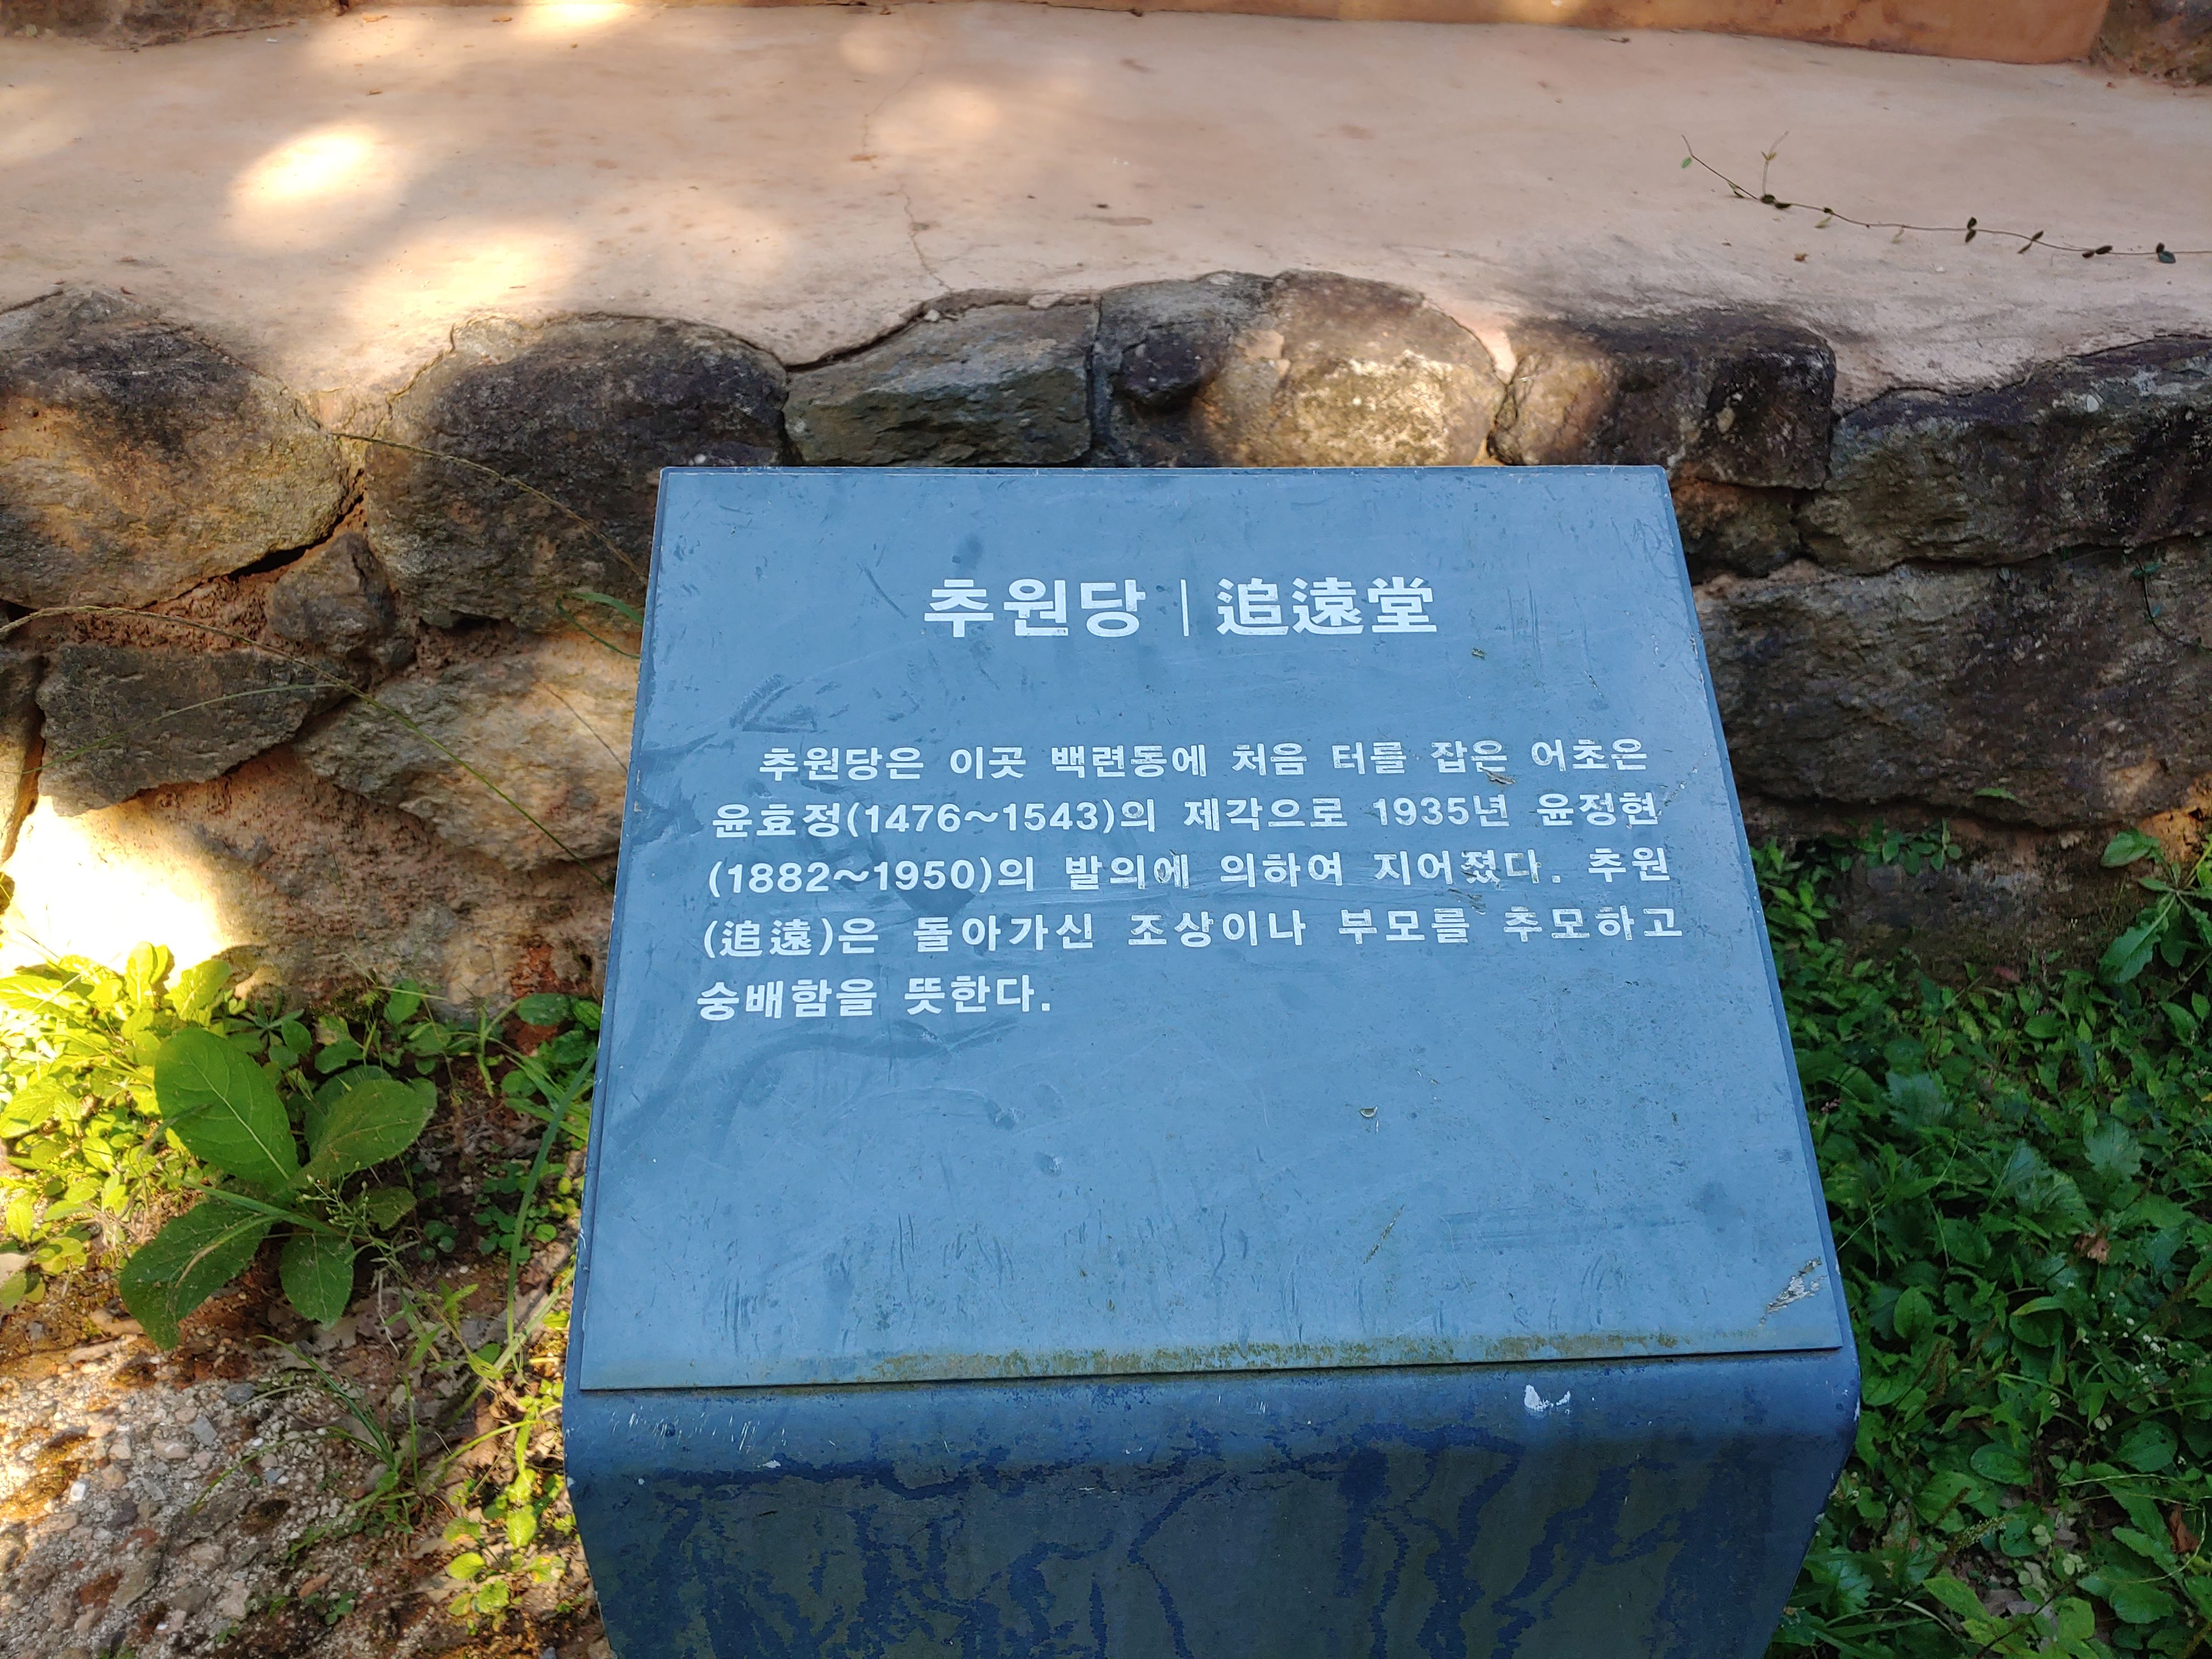 추원당 | 追遠堂
추원당은 이곳 백련동에 처음 터를 잡은 어초은
윤효정(1476~1543)의 제각으로 1935년 윤정현
(1882~1950)의 발의에 의하여 지어졌다. 추원
(追遠)은 돌아가신 조상이나 부모를 추모하고
숭배함을 뜻한다.